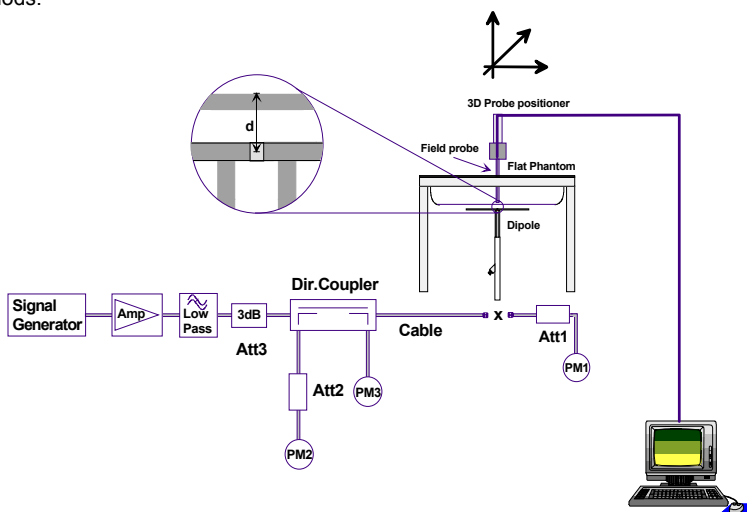 3D Probe positioner
d
Field probe
Flat Phantom
Dipole
Dir.Coupler
Signal
Generator
Amp
Low
Pass
3dB
Cable
x
Att3
Att1
Att2
PM3
PM1
PM2